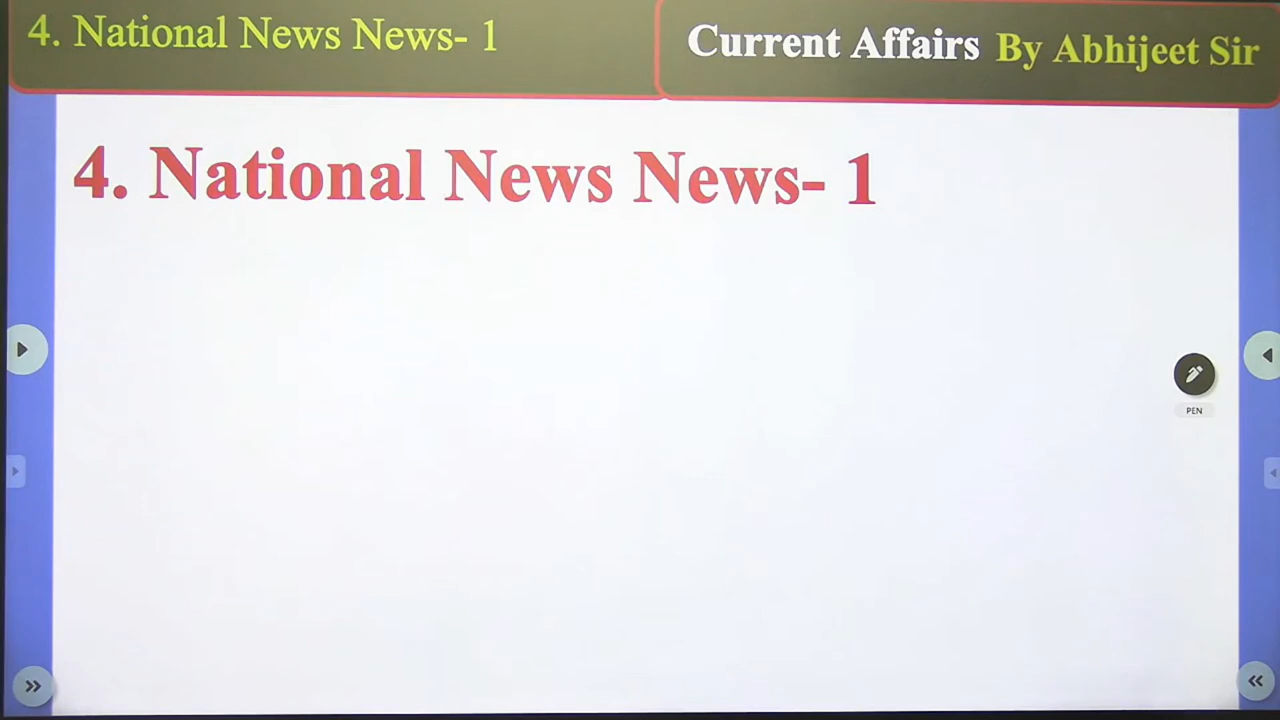 4. National News News- 1
Current Affairs By Abhijeet Sir
4. National News News- 1
PEN